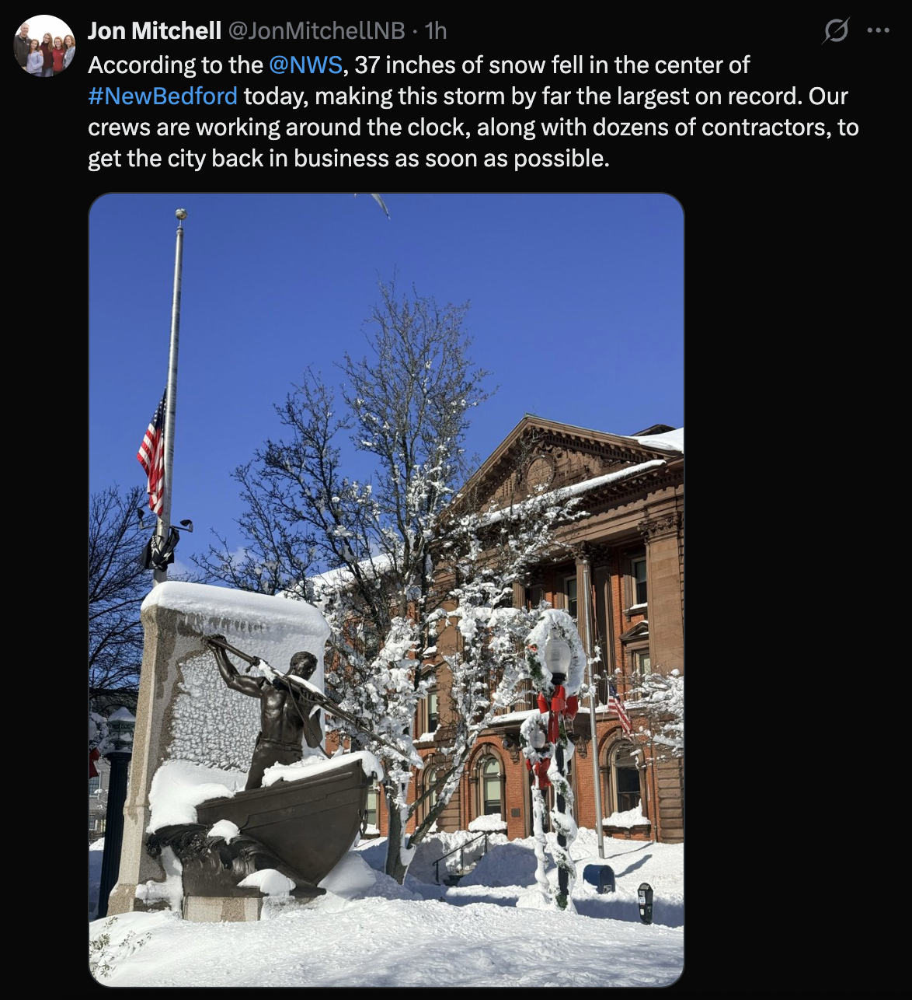 Jon Mitchell @JonMitchellNB · 1h
According to the @NWS, 37 inches of snow fell in the center of
#NewBedford today, making this storm by far the largest on record. Our
crews are working around the clock, along with dozens of contractors, to
get the city back in business as soon as possible.